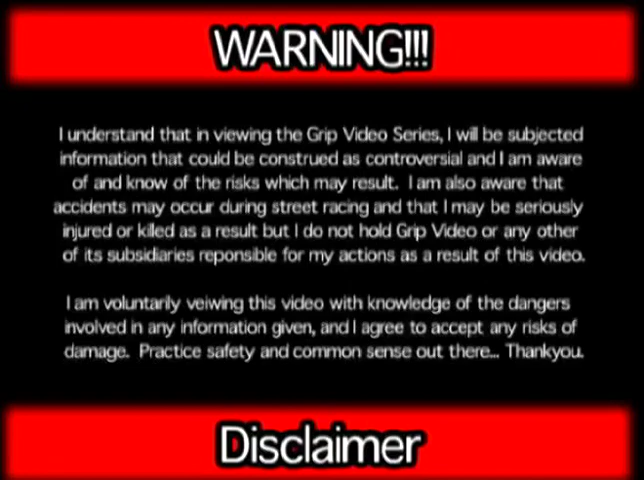 WARNING!!!
I understand that in viewing the Grip Video Series, I will be subjected
information that could be construed as controversial and I am aware
of and know of the risks which may result. I am also aware that
accidents may occur during street racing and that I may be seriously
injured or killed as a result but I do not hold Grip Video or any other
of its subsidiaries reponsible for my actions as a result of this video.
I am voluntarily veiwing this video with knowledge of the dangers
involved in any information given, and I agree to accept any risks of
damage. Practice safety and common sense out there... Thankyou.
Disclaimer